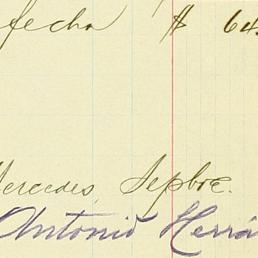 fecha $ 64
Mercedes, Sepbre.
Antonio Herrá